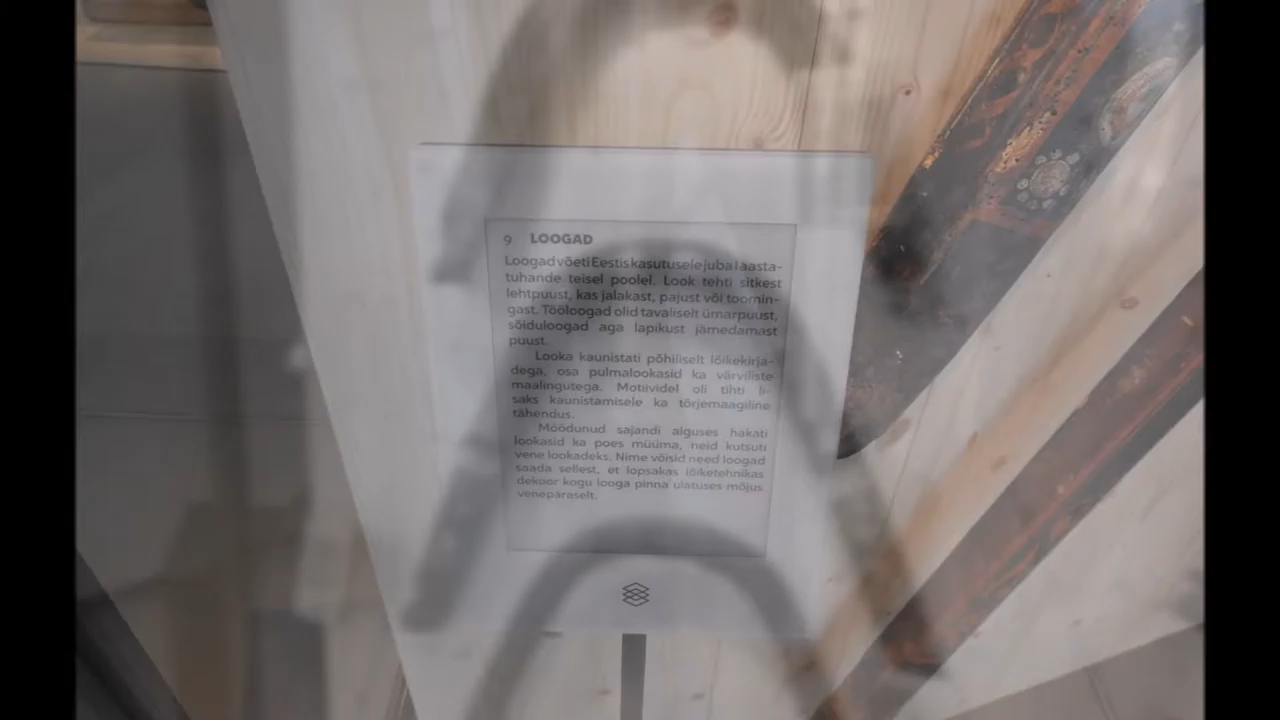 9 LOOGAD
Loogad võeti Eestis kasutusele juba I aasta-
tuhande teisel poolel. Look tehti sitkest
lehtpuust, kas jalakast, pajust või toomin-
gast. Tööloogad olid tavaliselt ümarpuust,
sõiduloogad aga lapikust jämedamast
puust.
Looka kaunistati põhiliselt lõikekirja-
dega, osa pulmalookasid ka värviliste
maalingutega. Motiividel oli tihti li-
saks kaunistamisele ka tõrjemaagiline
tähendus.
Möödunud sajandi alguses hakati
lookasid ka poes müüma, neid kutsuti
vene lookadeks. Nime võisid need loogad
saada sellest, et lopsakas lõiketehnikas
dekoor kogu looga pinna ulatuses mõjus
venepäraselt.